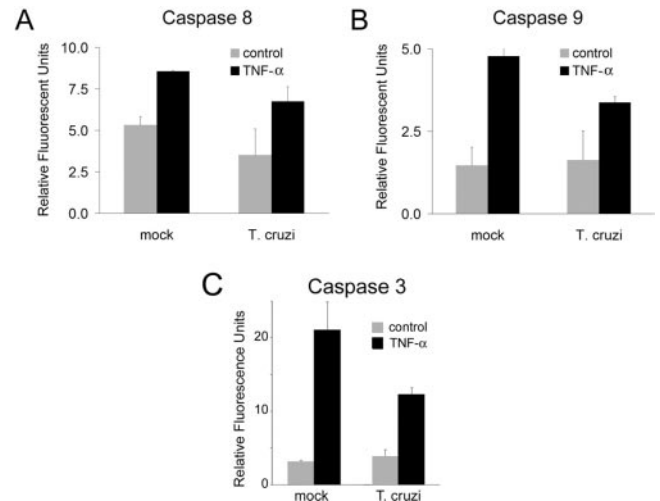 A
Caspase 8
Relative Fluuorescent Units
10.0
7.5
5.0
2.5
0.0
control
TNF-α
mock
T. cruzi
B
Caspase 9
Relative Fluorescent Units
5.0
2.5
0.0
control
TNF-α
mock
T. cruzi
C
Caspase 3
Relative Fluorescence Units
20
10
0
control
TNF-α
mock
T. cruzi